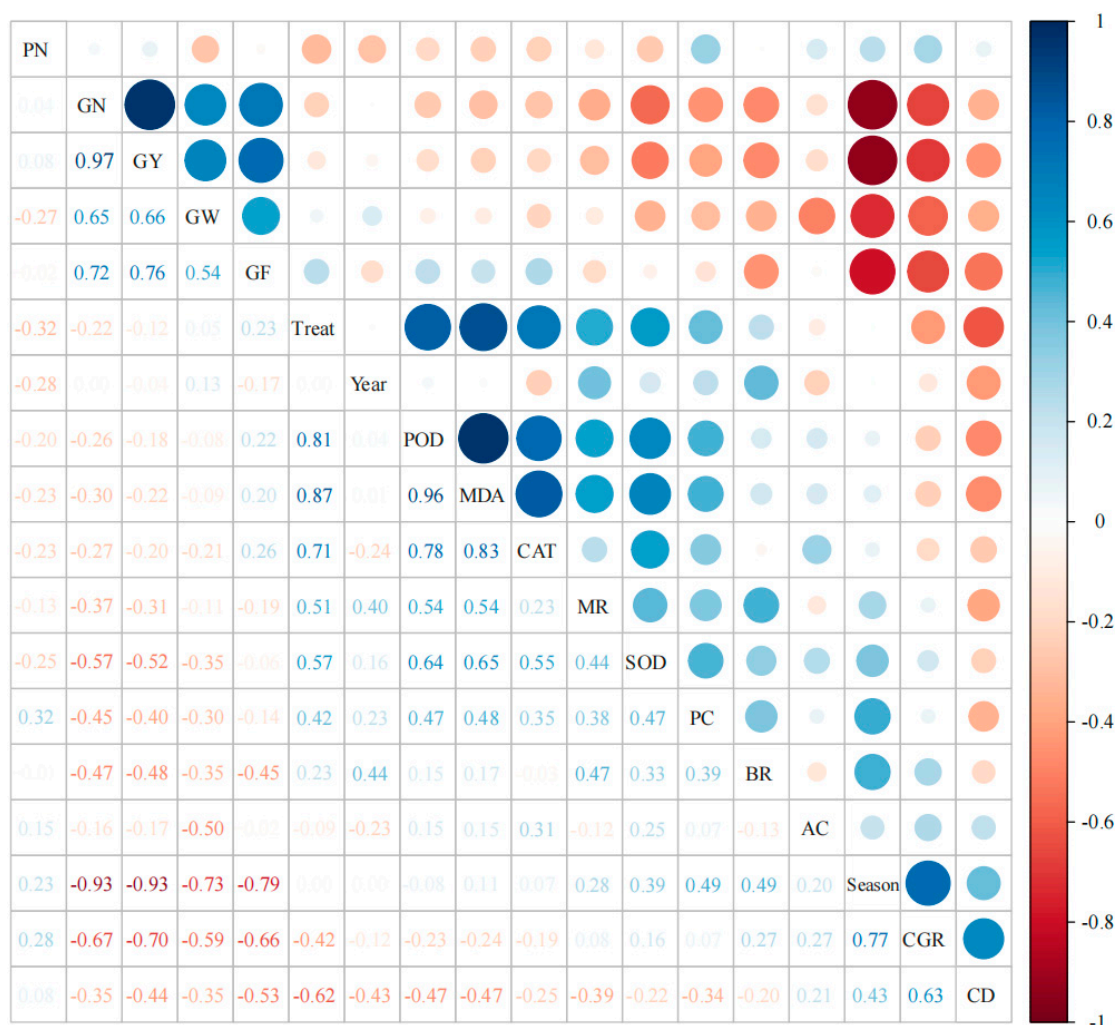 PN
0.04 GN
0.08 0.97 GY
-0.27 0.65 0.66 GW
-0.02 0.72 0.76 0.54 GF
-0.32 -0.22 -0.12 0.05 0.23 Treat
-0.28 0.00 -0.04 0.13 -0.17 0.00 Year
-0.20 -0.26 -0.18 -0.08 0.22 0.81 0.04 POD
-0.23 -0.30 -0.22 -0.09 0.20 0.87 0.01 0.96 MDA
-0.23 -0.27 -0.20 -0.21 0.26 0.71 -0.24 0.78 0.83 CAT
-0.13 -0.37 -0.31 -0.11 -0.19 0.51 0.40 0.54 0.54 0.23 MR
-0.25 -0.57 -0.52 -0.35 -0.06 0.57 0.16 0.64 0.65 0.55 0.44 SOD
0.32 -0.45 -0.40 -0.30 -0.14 0.42 0.23 0.47 0.48 0.35 0.38 0.47 PC
-0.47 -0.48 -0.35 -0.45 0.23 0.44 0.15 0.17 -0.03 0.47 0.33 0.39 BR
0.15 -0.16 -0.17 -0.50 -0.02 -0.09 -0.23 0.15 0.15 0.31 -0.12 0.25 0.07 -0.13 AC
0.23 -0.93 -0.93 -0.73 -0.79 0.00 0.00 -0.08 0.11 0.07 0.28 0.39 0.49 0.49 0.20 Season
0.28 -0.67 -0.70 -0.59 -0.66 -0.42 -0.12 -0.23 -0.24 -0.19 0.08 0.16 0.07 0.27 0.27 0.77 CGR
0.08 -0.35 -0.44 -0.35 -0.53 -0.62 -0.43 -0.47 -0.47 -0.25 -0.39 -0.22 -0.34 -0.20 0.21 0.43 0.63 CD
1
0.8
0.6
0.4
0.2
0
-0.2
-0.4
-0.6
-0.8
-1